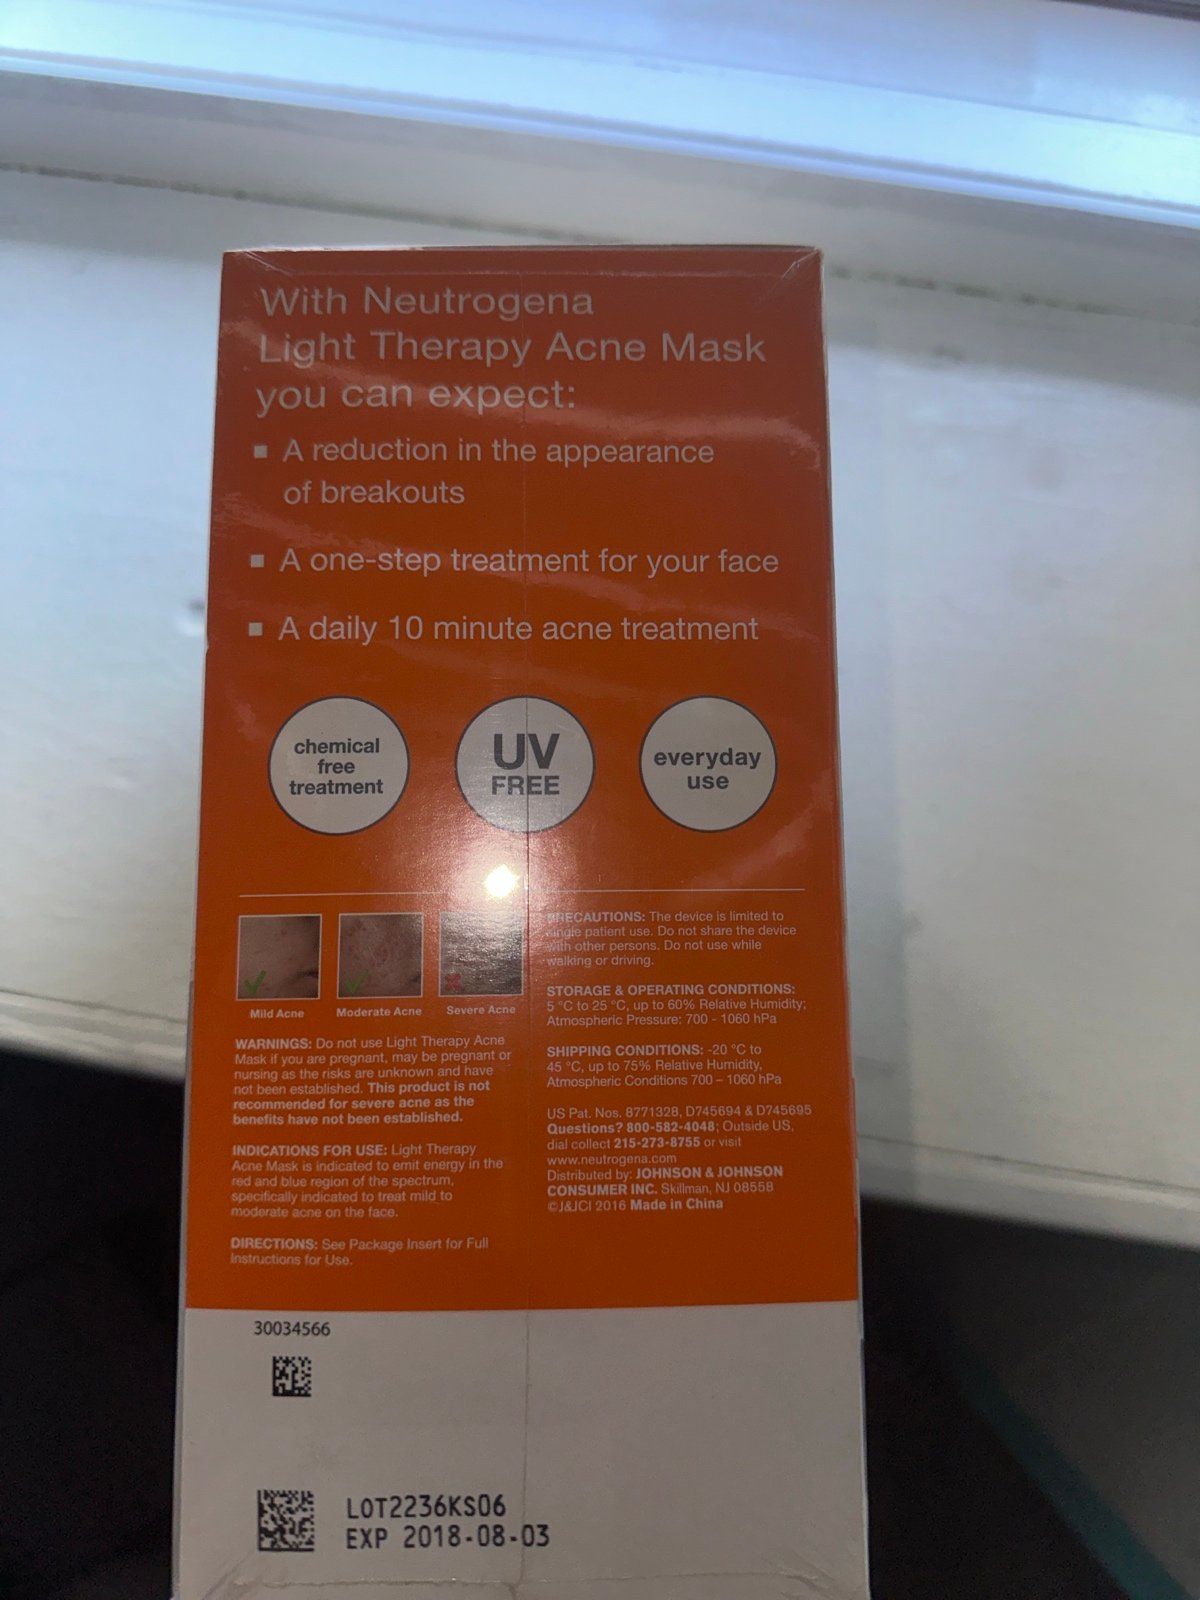 With Neutrogena
Light Therapy Acne Mask
you can expect:
▪ A reduction in the appearance
of breakouts
▪ A one-step treatment for your face
▪ A daily 10 minute acne treatment
chemical
free
treatment
UV
FREE
everyday
use
Mild Acne
Moderate Acne
Severe Acne
WARNINGS: Do not use Light Therapy Acne
Mask if you are pregnant, may be pregnant or
nursing as the risks are unknown and have
not been established. This product is not
recommended for severe acne as the
benefits have not been established.
INDICATIONS FOR USE: Light Therapy
Acne Mask is indicated to emit energy in the
red and blue region of the spectrum,
specifically indicated to treat mild to
moderate acne on the face.
DIRECTIONS: See Package Insert for Full
Instructions for Use.
PRECAUTIONS: The device is limited to
single patient use. Do not share the device
with other persons. Do not use while
walking or driving.
STORAGE & OPERATING CONDITIONS:
5 °C to 25 °C, up to 60% Relative Humidity;
Atmospheric Pressure: 700 - 1060 hPa
SHIPPING CONDITIONS: -20 °C to
45 °C, up to 75% Relative Humidity,
Atmospheric Conditions 700 – 1060 hPa
US Pat. Nos. 8771328, D745694 & D745695
Questions? 800-582-4048; Outside US,
dial collect 215-273-8755 or visit
www.neutrogena.com
Distributed by: JOHNSON & JOHNSON
CONSUMER INC. Skillman, NJ 08558
©J&JCI 2016 Made in China
30034566
LOT2236KS06
EXP 2018-08-03